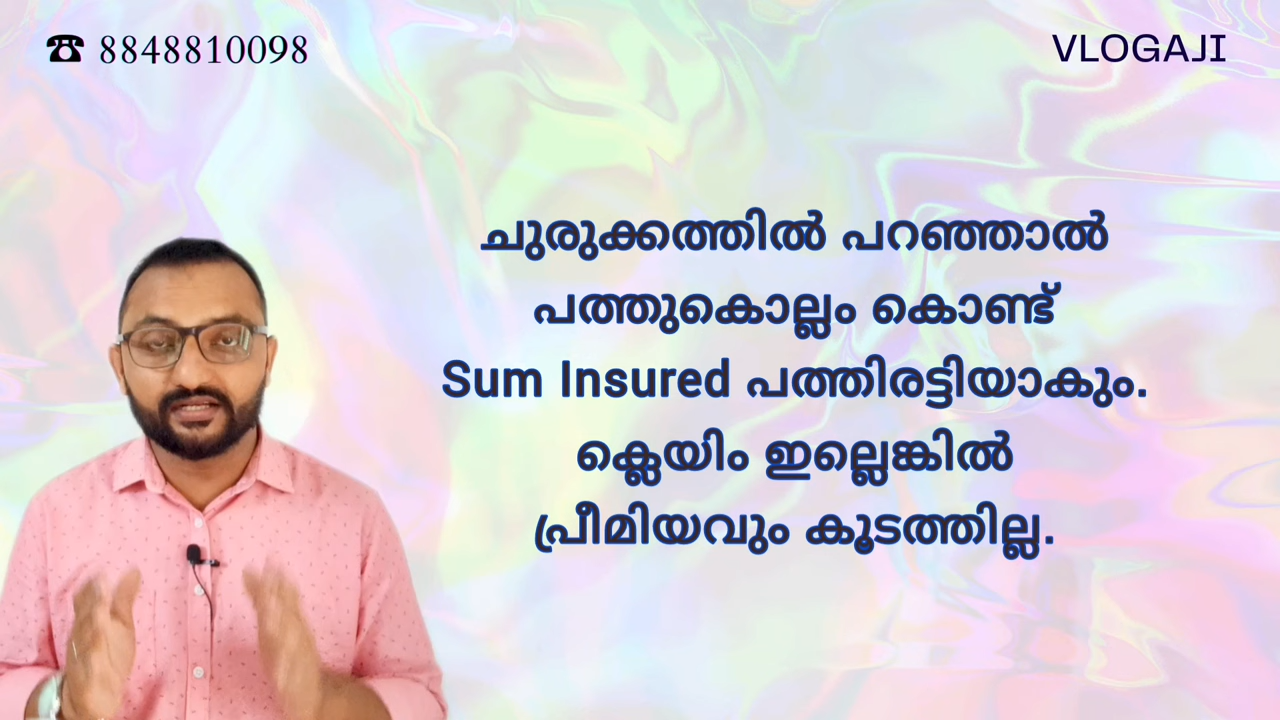 ☎ 8848810098
VLOGAJI
ചുരുക്കത്തിൽ പറഞ്ഞാൽ
പത്തുകൊല്ലം കൊണ്ട്
Sum Insured പത്തിരട്ടിയാകും.
ക്ലെയിം ഇല്ലെങ്കിൽ
പ്രീമിയവും കൂടത്തില്ല.